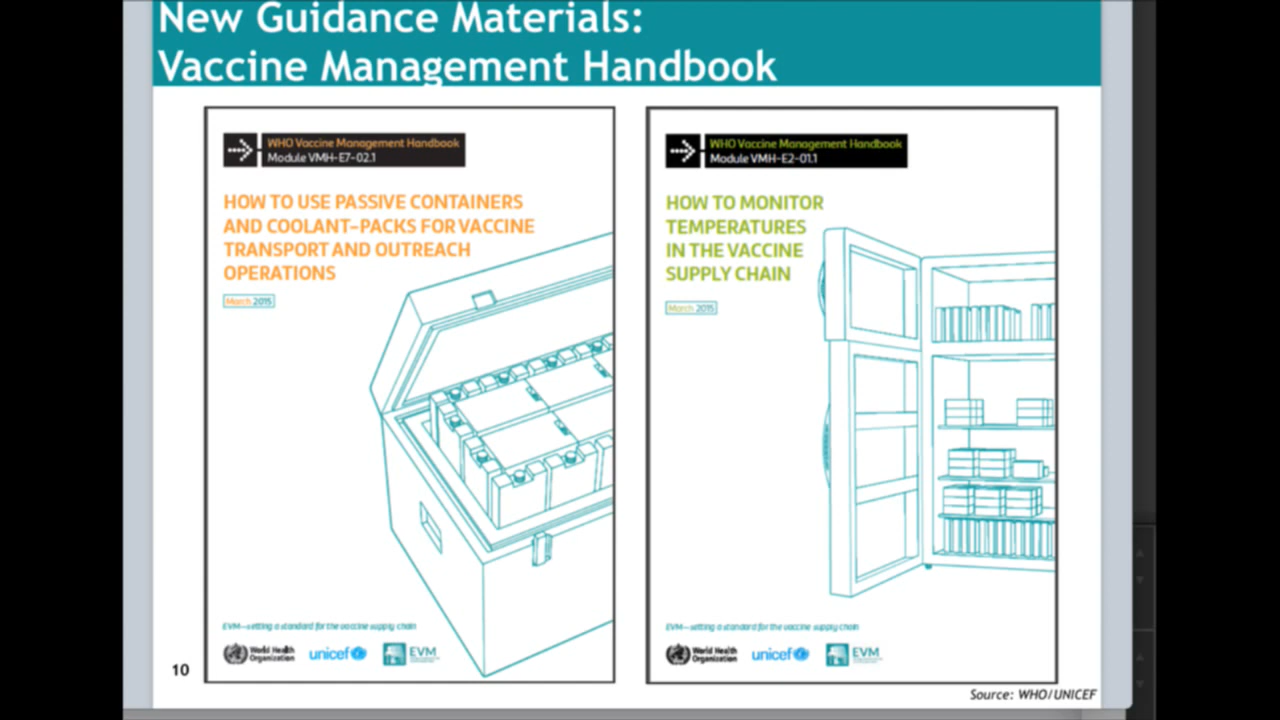 New Guidance Materials:
Vaccine Management Handbook
WHO Vaccine Management Handbook
Module VMH-E7-02.1
HOW TO USE PASSIVE CONTAINERS
AND COOLANT-PACKS FOR VACCINE
TRANSPORT AND OUTREACH
OPERATIONS
March 2015
EVM—setting a standard for the vaccine supply chain
World Health
Organization
unicef
EVM
WHO Vaccine Management Handbook
Module VMH-E2-01.1
HOW TO MONITOR
TEMPERATURES
IN THE VACCINE
SUPPLY CHAIN
March 2015
EVM—setting a standard for the vaccine supply chain
World Health
Organization
unicef
EVM
10
Source: WHO/UNICEF